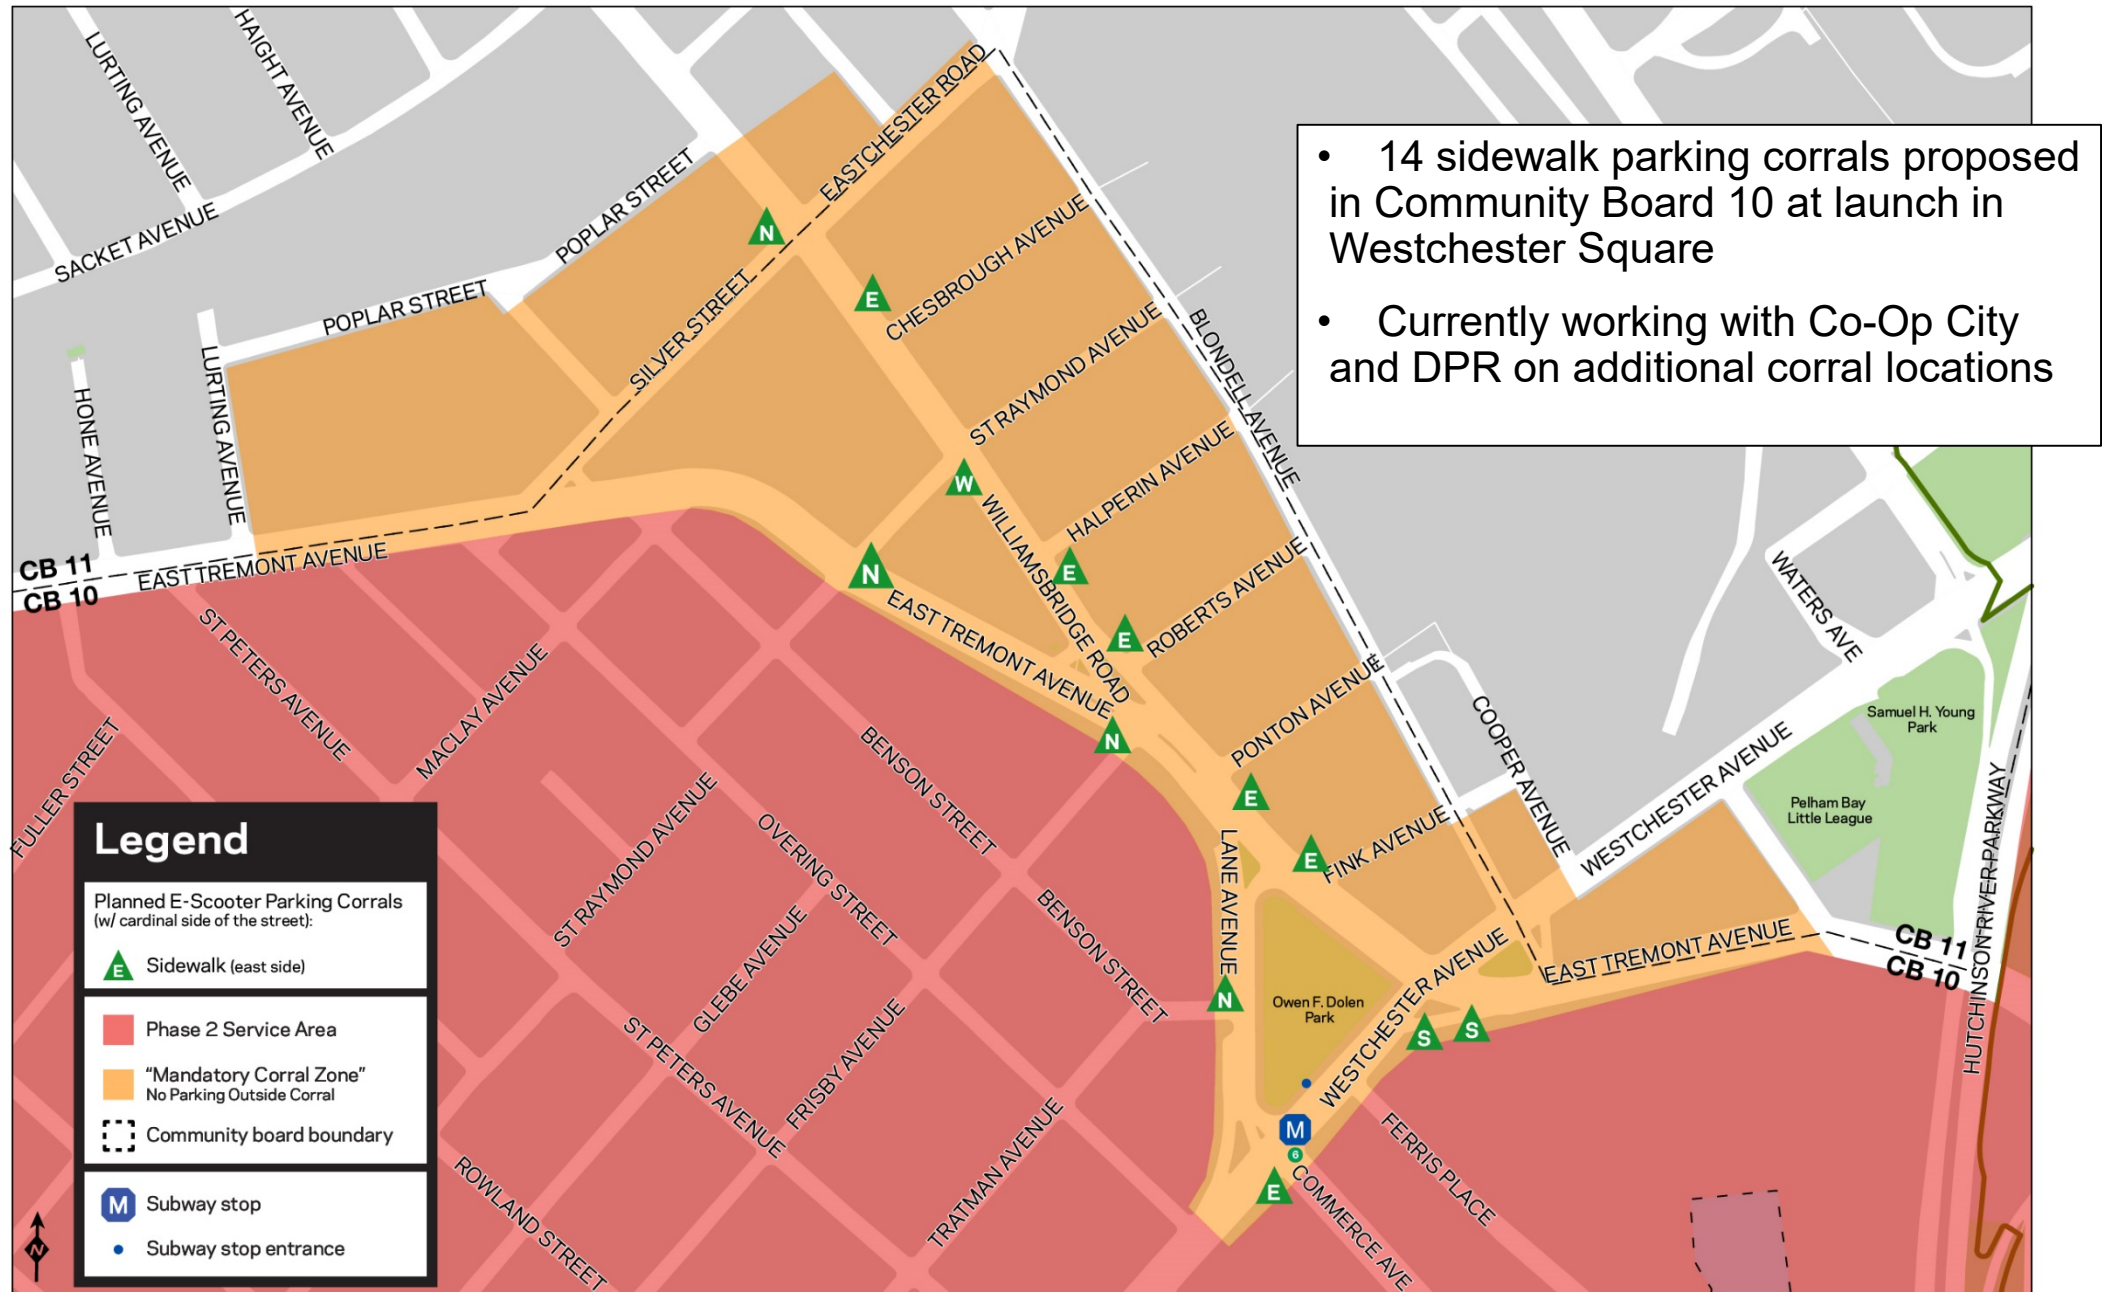 LURTING AVENUE
HAIGHT AVENUE
SACKET AVENUE
POPLAR STREET
POPLAR STREET
EASTCHESTER ROAD
SILVER STREET
HONE AVENUE
LURTING AVENUE
CHESBROUGH AVENUE
ST RAYMOND AVENUE
HALPERIN AVENUE
ROBERTS AVENUE
PONTON AVENUE
FINK AVENUE
BLONDELL AVENUE
WILLIAMSBRIDGE ROAD
N
E
W
N
E
E
N
E
E
N
S
S
E
• 14 sidewalk parking corrals proposed
in Community Board 10 at launch in
Westchester Square
• Currently working with Co-Op City
and DPR on additional corral locations
CB 11
CB 10
EAST TREMONT AVENUE
EAST TREMONT AVENUE
ST PETERS AVENUE
MACLAY AVENUE
FULLER STREET
BENSON STREET
BENSON STREET
OVERING STREET
ST RAYMOND AVENUE
GLEBE AVENUE
FRISBY AVENUE
ST PETERS AVENUE
ROWLAND STREET
TRATMAN AVENUE
LANE AVENUE
Owen F. Dolen
Park
WESTCHESTER AVENUE
M
6
COMMERCE AVE
FERRIS PLACE
EAST TREMONT AVENUE
COOPER AVENUE
WESTCHESTER AVENUE
WATERS AVE
Samuel H. Young
Park
Pelham Bay
Little League
HUTCHINSON RIVER PARKWAY
CB 11
CB 10
Legend
Planned E-Scooter Parking Corrals
(w/ cardinal side of the street):
E Sidewalk (east side)
Phase 2 Service Area
“Mandatory Corral Zone”
No Parking Outside Corral
Community board boundary
M Subway stop
Subway stop entrance
N